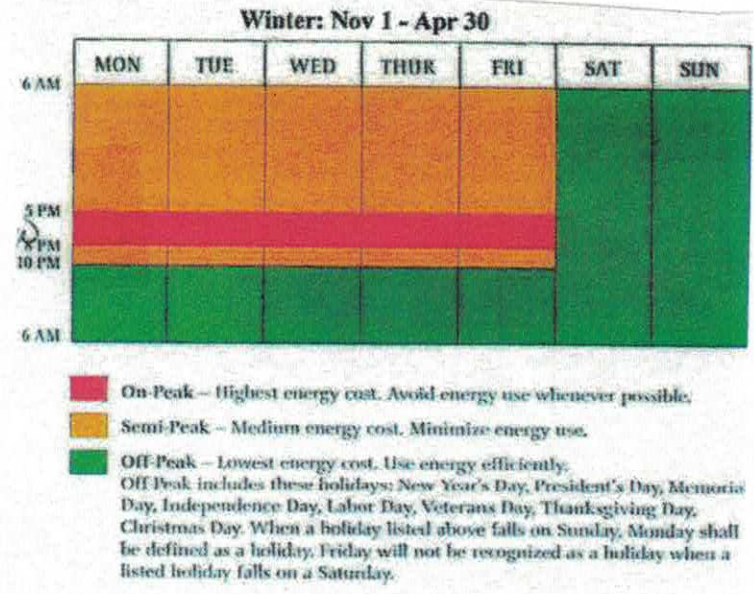 Winter: Nov 1 - Apr 30
MON TUE WED THUR FRI SAT SUN
6 AM
5 PM
8 PM
10 PM
6 AM
On-Peak – Highest energy cost. Avoid energy use whenever possible.
Semi-Peak – Medium energy cost. Minimize energy use.
Off-Peak – Lowest energy cost. Use energy efficiently.
Off Peak includes these holidays: New Year's Day, President's Day, Memoria
Day, Independence Day, Labor Day, Veterans Day, Thanksgiving Day,
Christmas Day. When a holiday listed above falls on Sunday, Monday shall
be defined as a holiday. Friday will not be recognized as a holiday when a
listed holiday falls on a Saturday.